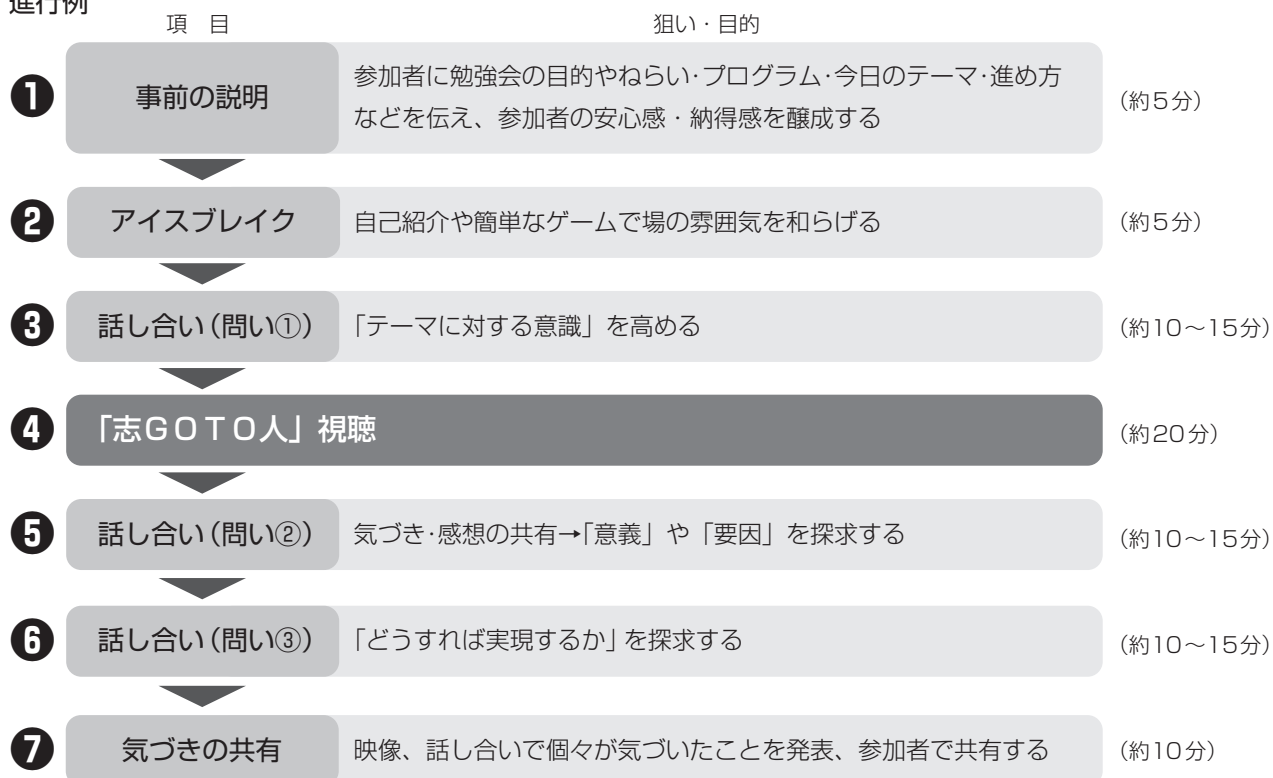 進行例
項　目
狙い・目的
❶ 事前の説明 参加者に勉強会の目的やねらい・プログラム・今日のテーマ・進め方
などを伝え、参加者の安心感・納得感を醸成する
（約5分）
❷ アイスブレイク 自己紹介や簡単なゲームで場の雰囲気を和らげる （約5分）
❸ 話し合い（問い①） 「テーマに対する意識」を高める （約10～15分）
❹ 「志ＧＯＴＯ人」視聴 （約20分）
❺ 話し合い（問い②） 気づき・感想の共有→「意義」や「要因」を探求する （約10～15分）
❻ 話し合い（問い③） 「どうすれば実現するか」を探求する （約10～15分）
❼ 気づきの共有 映像、話し合いで個々が気づいたことを発表、参加者で共有する （約10分）